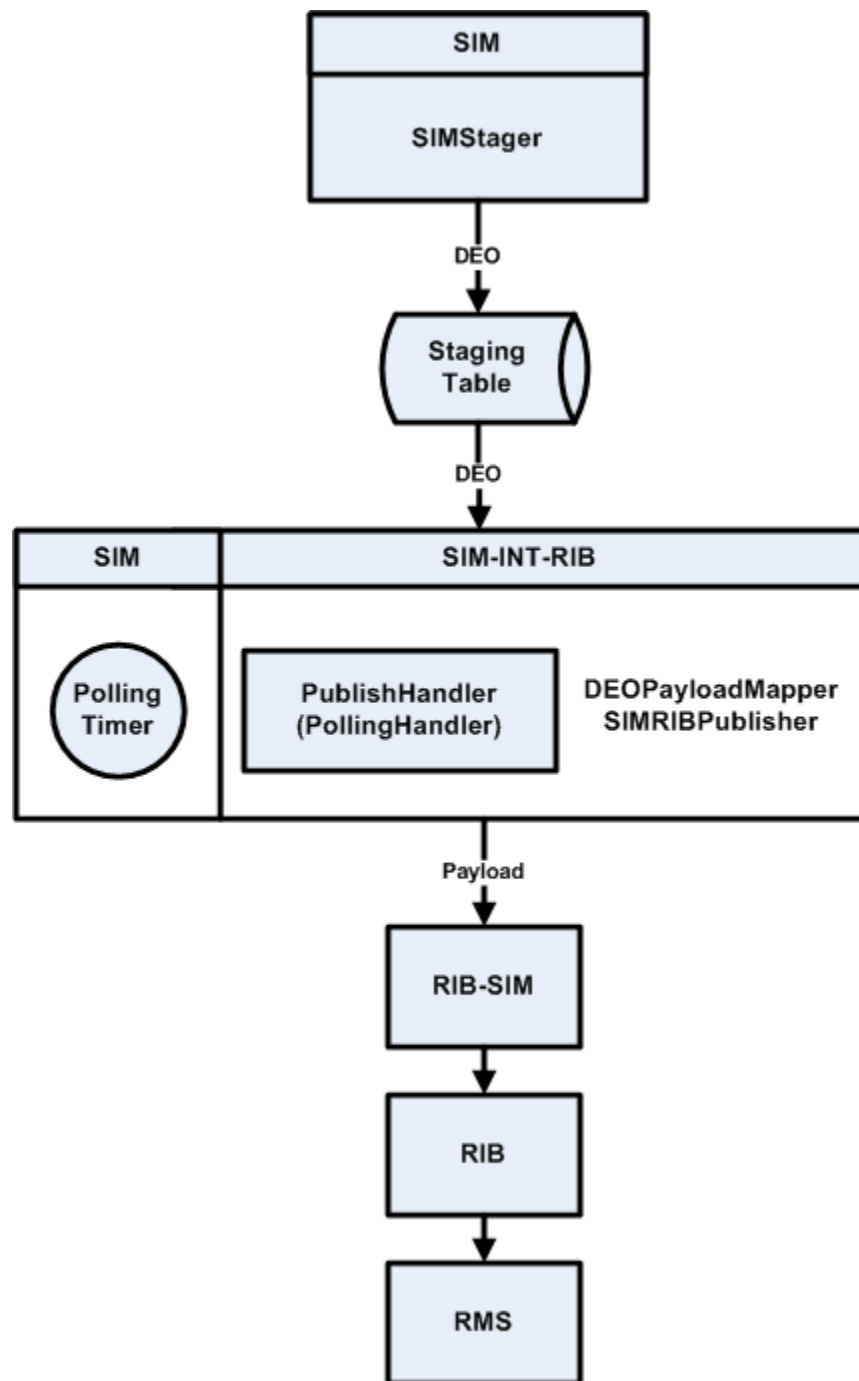 SIM
SIMStager
DEO
Staging
Table
DEO
SIM
SIM-INT-RIB
Polling
Timer
PublishHandler
(PollingHandler)
DEOPayloadMapper
SIMRIBPublisher
Payload
RIB-SIM
RIB
RMS